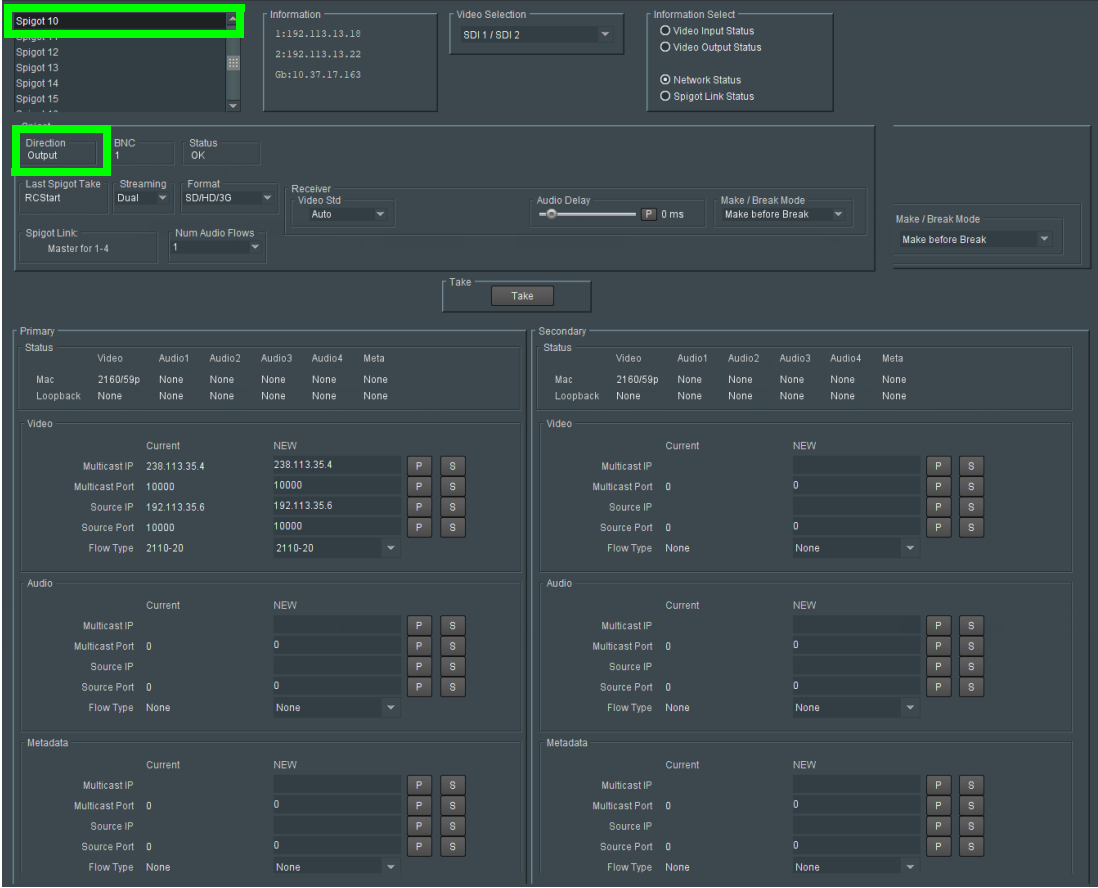 Spigot 10
Spigot 11
Spigot 12
Spigot 13
Spigot 14
Spigot 15
Information
1:192.113.13.18
2:192.113.13.22
Gb:10.37.17.163
Video Selection
SDI 1 / SDI 2
Information Select
Video Input Status
Video Output Status
Network Status
Spigot Link Status
Spigot
Direction
Output
BNC
1
Status
OK
Last Spigot Take
RCStart
Streaming
Dual
Format
SD/HD/3G
Receiver
Video Std
Auto
Audio Delay
P 0 ms
Make / Break Mode
Make before Break
Spigot Link:
Master for 1-4
Num Audio Flows
1
Make / Break Mode
Make before Break
Take
Take
Primary
Status
Video Audio1 Audio2 Audio3 Audio4 Meta
Mac 2160/59p None None None None None
Loopback None None None None None None
Video
Current NEW
Multicast IP 238.113.35.4 238.113.35.4 P S
Multicast Port 10000 10000 P S
Source IP 192.113.35.6 192.113.35.6 P S
Source Port 10000 10000 P S
Flow Type 2110-20 2110-20
Audio
Current NEW
Multicast IP P S
Multicast Port 0 0 P S
Source IP P S
Source Port 0 0 P S
Flow Type None None
Metadata
Current NEW
Multicast IP P S
Multicast Port 0 0 P S
Source IP P S
Source Port 0 0 P S
Flow Type None None
Secondary
Status
Video Audio1 Audio2 Audio3 Audio4 Meta
Mac 2160/59p None None None None None
Loopback None None None None None None
Video
Current NEW
Multicast IP P S
Multicast Port 0 0 P S
Source IP P S
Source Port 0 0 P S
Flow Type None None
Audio
Current NEW
Multicast IP P S
Multicast Port 0 0 P S
Source IP P S
Source Port 0 0 P S
Flow Type None None
Metadata
Current NEW
Multicast IP P S
Multicast Port 0 0 P S
Source IP P S
Source Port 0 0 P S
Flow Type None None